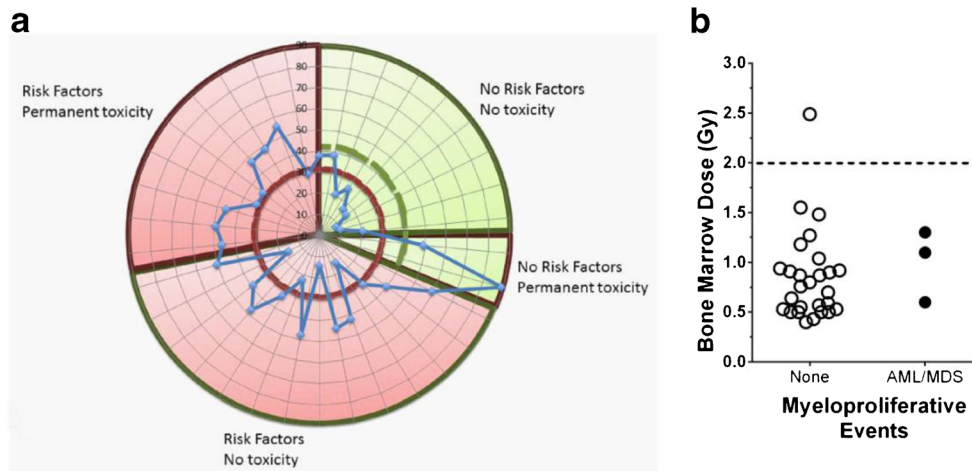 a
b
Risk Factors
Permanent toxicity
No Risk Factors
No toxicity
No Risk Factors
Permanent toxicity
Risk Factors
No toxicity
90
80
70
60
50
40
30
20
10
0
Bone Marrow Dose (Gy)
3.0
2.5
2.0
1.5
1.0
0.5
0.0
None
AML/MDS
Myeloproliferative
Events